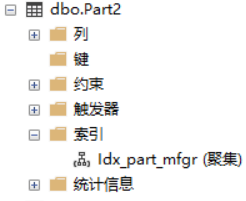 dbo.Part2
列
键
约束
触发器
索引
Idx_part_mfgr (聚集)
统计信息